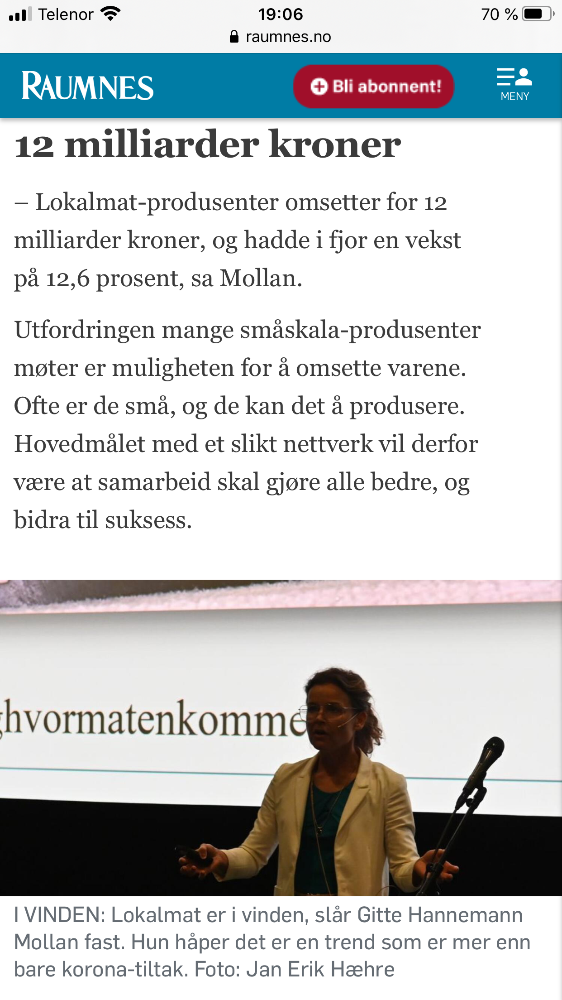 Telenor
19:06
70 %
raumnes.no
RAUMNES
Bli abonnent!
MENY
12 milliarder kroner
– Lokalmat-produsenter omsetter for 12
milliarder kroner, og hadde i fjor en vekst
på 12,6 prosent, sa Mollan.
Utfordringen mange småskala-produsenter
møter er muligheten for å omsette varene.
Ofte er de små, og de kan det å produsere.
Hovedmålet med et slikt nettverk vil derfor
være at samarbeid skal gjøre alle bedre, og
bidra til suksess.
hvormatenkomme
I VINDEN: Lokalmat er i vinden, slår Gitte Hannemann
Mollan fast. Hun håper det er en trend som er mer enn
bare korona-tiltak. Foto: Jan Erik Hæhre